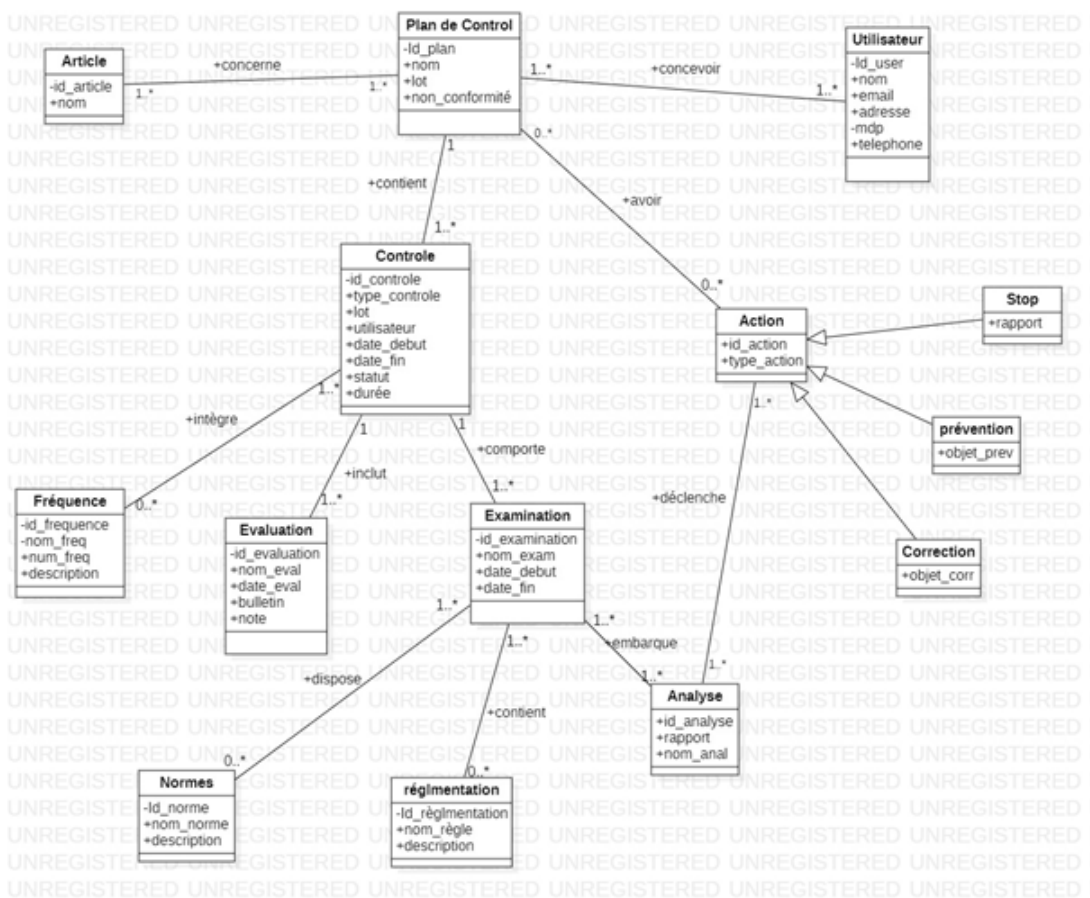 Plan de Control
-Id_plan
+nom
+lot
+non_conformité
Utilisateur
-Id_user
+nom
+email
+adresse
-mdp
+telephone
Article
-id_article
+nom
+concerne
1..*
1..*
+concevoir
1..*
1..*
0..*
+avoir
0..*
1
+contient
1..*
Controle
-id_controle
+type_controle
+lot
+utilisateur
+date_debut
+date_fin
+statut
+durée
Action
+id_action
+type_action
Stop
+rapport
prévention
+objet_prev
Correction
+objet_corr
1..*
+intègre
0..*
1
+inclut
1..*
1
+comporte
1..*
1..*
+déclenche
1..*
Fréquence
-id_frequence
-nom_freq
+num_freq
+description
Evaluation
-id_evaluation
+nom_eval
+date_eval
+bulletin
+note
Examination
-id_examination
+nom_exam
+date_debut
+date_fin
1..*
+dispose
0..*
1..*
+contient
0..*
1..*
+embarque
1..*
Analyse
+id_analyse
+rapport
+nom_anal
Normes
-Id_norme
+nom_norme
+description
réglmentation
-Id_règlmentation
+nom_règle
+description
UNREGISTERED